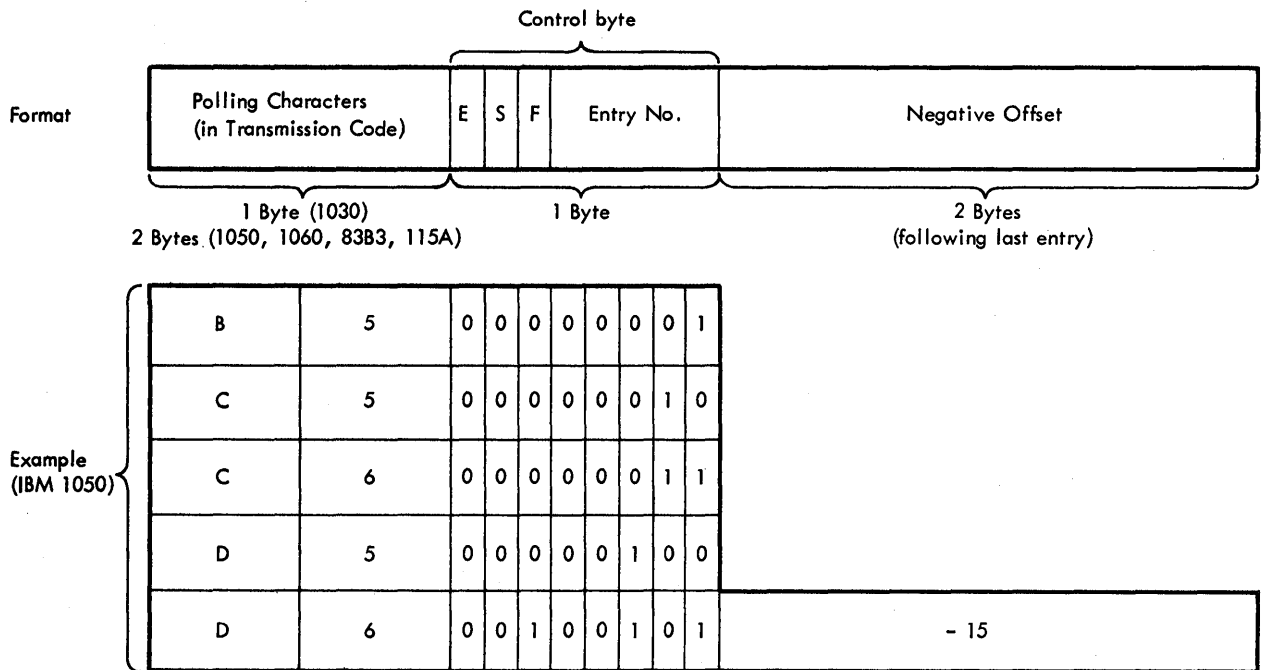 Control byte
Format
Polling Characters
(in Transmission Code)
E S F Entry No.
Negative Offset
1 Byte (1030)
2 Bytes (1050, 1060, 83B3, 115A)
1 Byte
2 Bytes
(following last entry)
Example
(IBM 1050)
B 5 0 0 0 0 0 0 0 1
C 5 0 0 0 0 0 0 1 0
C 6 0 0 0 0 0 0 1 1
D 5 0 0 0 0 0 1 0 0
D 6 0 0 1 0 0 1 0 1 - 15